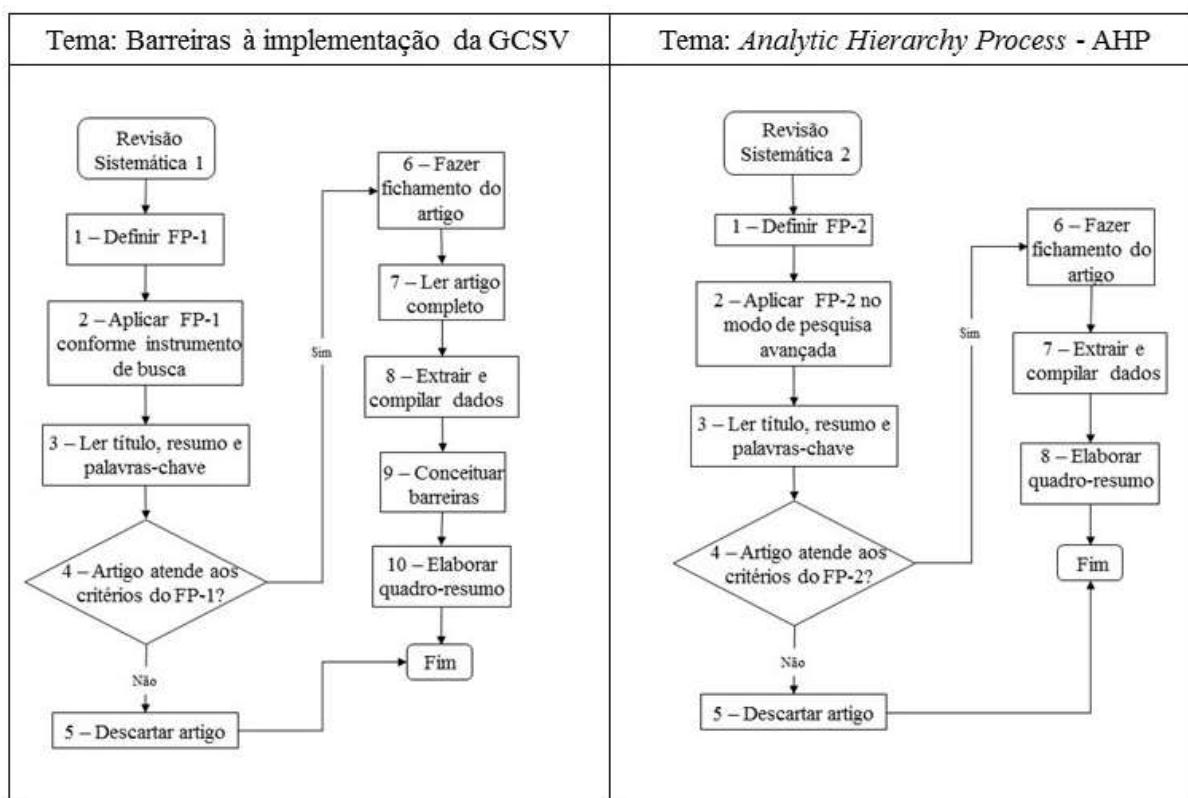 Tema: Barreiras à implementação da GCSV
Revisão
Sistemática 1
1 – Definir FP-1
2 – Aplicar FP-1
conforme instrumento
de busca
3 – Ler título, resumo e
palavras-chave
4 – Artigo atende aos
critérios do FP-1?
Sim
Não
5 – Descartar artigo
6 – Fazer
fichamento do
artigo
7 – Ler artigo
completo
8 – Extrair e
compilar dados
9 – Conceituar
barreiras
10 – Elaborar
quadro-resumo
Fim
Tema: Analytic Hierarchy Process - AHP
Revisão
Sistemática 2
1 – Definir FP-2
2 – Aplicar FP-2 no
modo de pesquisa
avançada
3 – Ler título, resumo e
palavras-chave
4 – Artigo atende aos
critérios do FP-2?
Sim
Não
5 – Descartar artigo
6 – Fazer
fichamento do
artigo
7 – Extrair e
compilar dados
8 – Elaborar
quadro-resumo
Fim